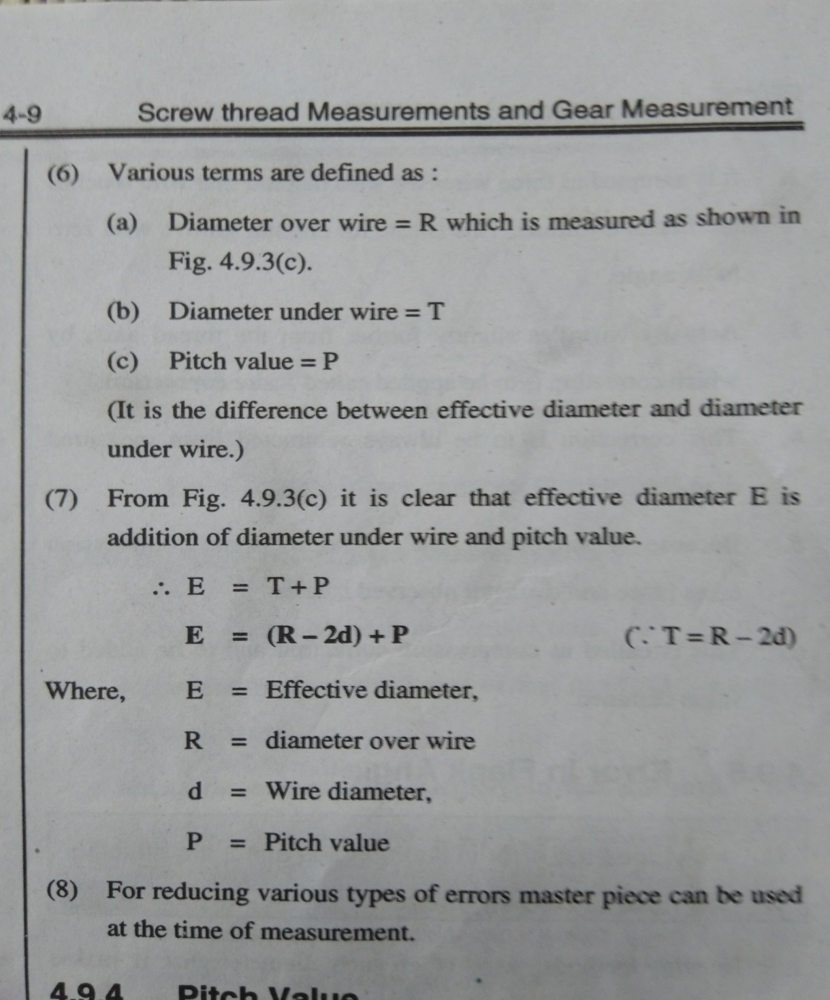 4-9 Screw thread Measurements and Gear Measurement
(6) Various terms are defined as :
(a) Diameter over wire = R which is measured as shown in
Fig. 4.9.3(c).
(b) Diameter under wire = T
(c) Pitch value = P
(It is the difference between effective diameter and diameter
under wire.)
(7) From Fig. 4.9.3(c) it is clear that effective diameter E is
addition of diameter under wire and pitch value.
∴ E = T + P
E = (R – 2d) + P (∵ T = R – 2d)
Where, E = Effective diameter,
R = diameter over wire
d = Wire diameter,
P = Pitch value
(8) For reducing various types of errors master piece can be used
at the time of measurement.
4.9.4 Pitch Value